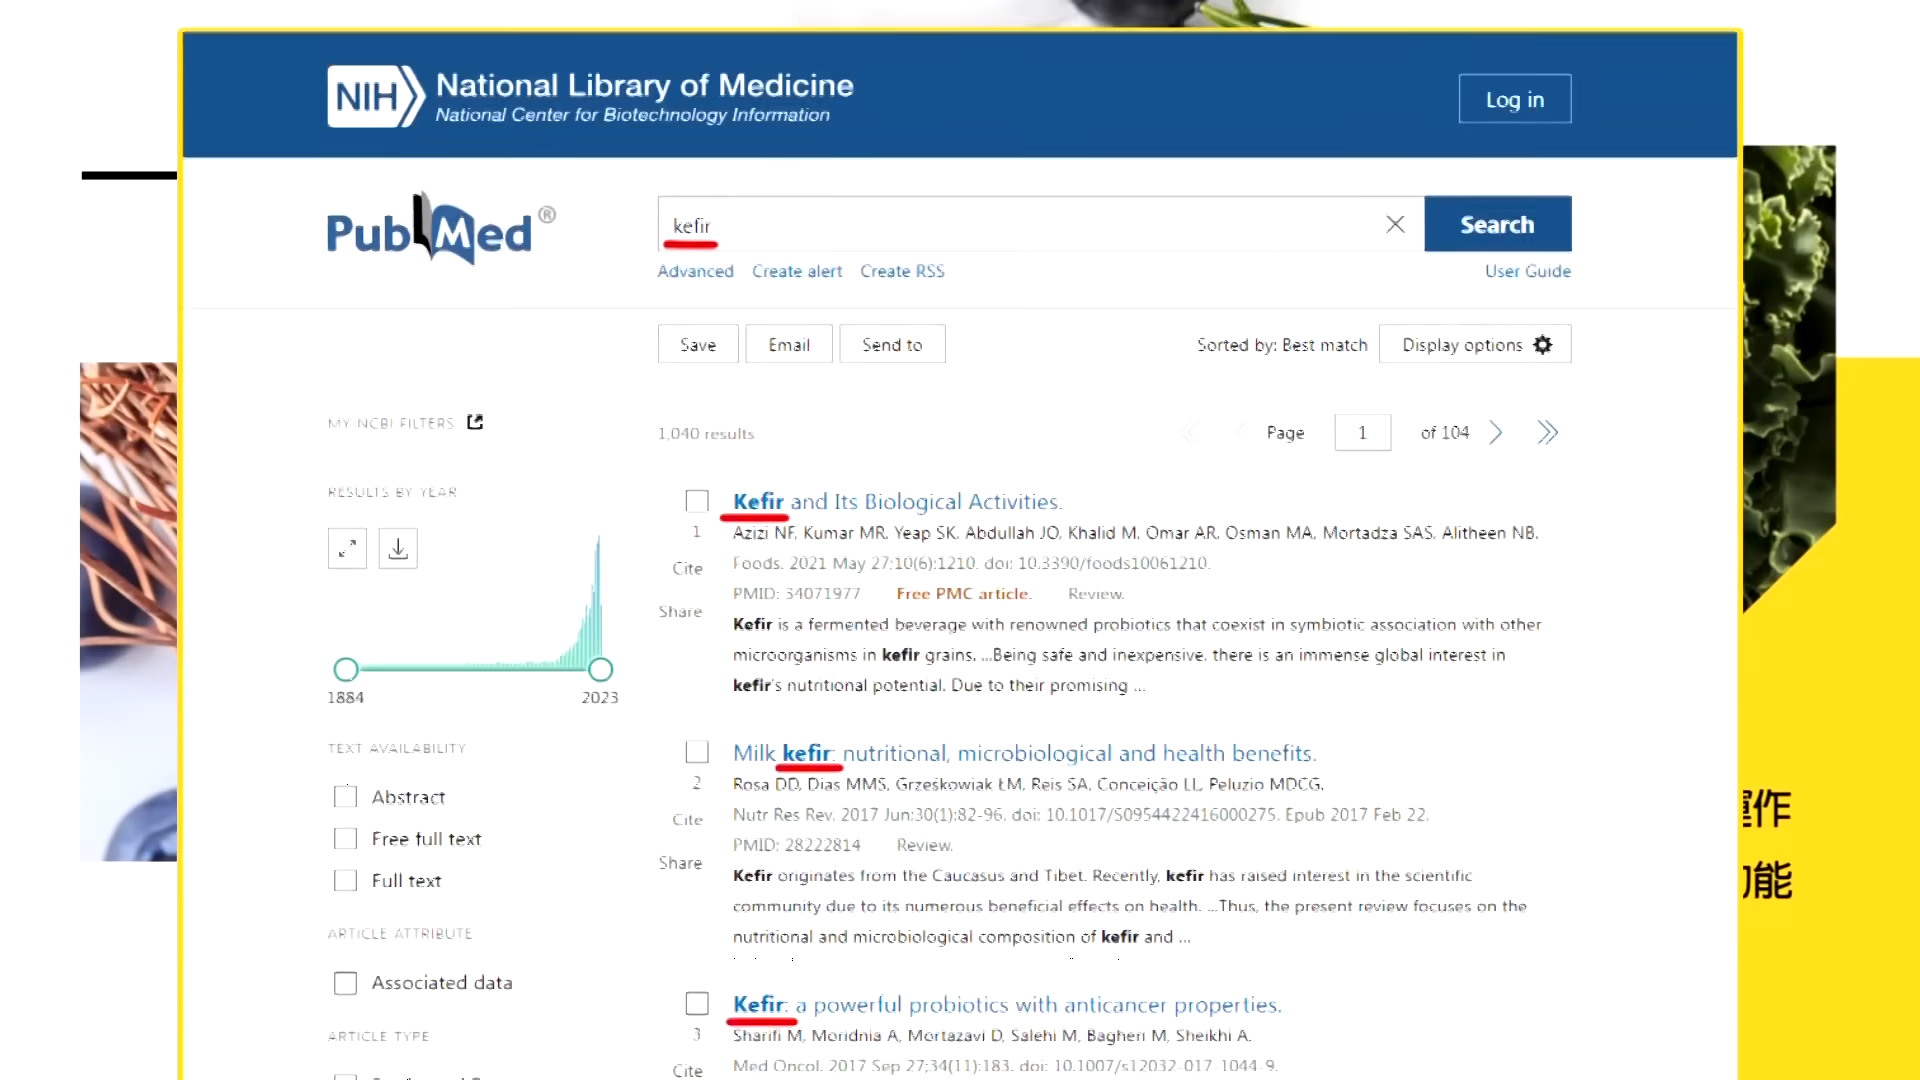 NIH National Library of Medicine
National Center for Biotechnology Information
Log in
PubMed®
kefir
Search
Advanced Create alert Create RSS
User Guide
Save Email Send to
Sorted by: Best match Display options
MY NCBI FILTERS
1,040 results
Page 1 of 104
RESULTS BY YEAR
1884 2023
TEXT AVAILABILITY
Abstract
Free full text
Full text
ARTICLE ATTRIBUTE
Associated data
ARTICLE TYPE
Kefir and Its Biological Activities.
1
Cite
Share
Azizi NF, Kumar MR, Yeap SK, Abdullah JO, Khalid M, Omar AR, Osman MA, Mortadza SAS, Alitheen NB.
Foods. 2021 May 27;10(6):1210. doi: 10.3390/foods10061210.
PMID: 34071977 Free PMC article. Review.
Kefir is a fermented beverage with renowned probiotics that coexist in symbiotic association with other
microorganisms in kefir grains. ...Being safe and inexpensive, there is an immense global interest in
kefir's nutritional potential. Due to their promising ...
Milk kefir: nutritional, microbiological and health benefits.
2
Cite
Share
Rosa DD, Dias MMS, Grześkowiak ŁM, Reis SA, Conceição LL, Peluzio MDCG.
Nutr Res Rev. 2017 Jun;30(1):82-96. doi: 10.1017/S0954422416000275. Epub 2017 Feb 22.
PMID: 28222814 Review.
Kefir originates from the Caucasus and Tibet. Recently, kefir has raised interest in the scientific
community due to its numerous beneficial effects on health. ...Thus, the present review focuses on the
nutritional and microbiological composition of kefir and ...
Kefir: a powerful probiotics with anticancer properties.
3
Cite
Sharifi M, Moridnia A, Mortazavi D, Salehi M, Bagheri M, Sheikhi A.
Med Oncol. 2017 Sep 27;34(11):183. doi: 10.1007/s12032-017-1044-9.
作
能